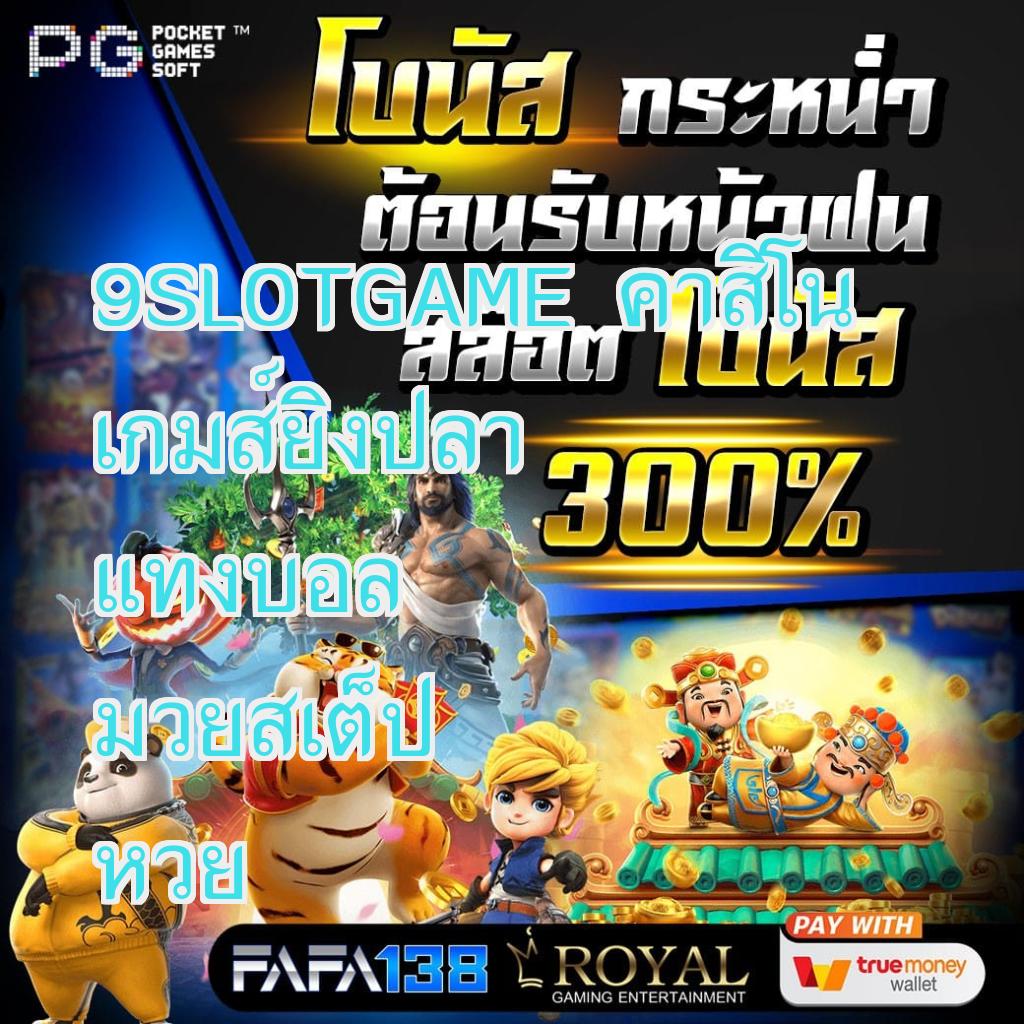 PG POCKET GAMES SOFT™
โบนัส กระหน่ำ
ต้อนรับหน้าฝน
9SLOTGAME คาสิโน
สล็อต โบนัส
เกมส์ยิงปลา
300%
แทงบอล
มวยสเต็ป
หวย
FAFA138
ROYAL
GAMING ENTERTAINMENT
PAY WITH
truemoney
wallet